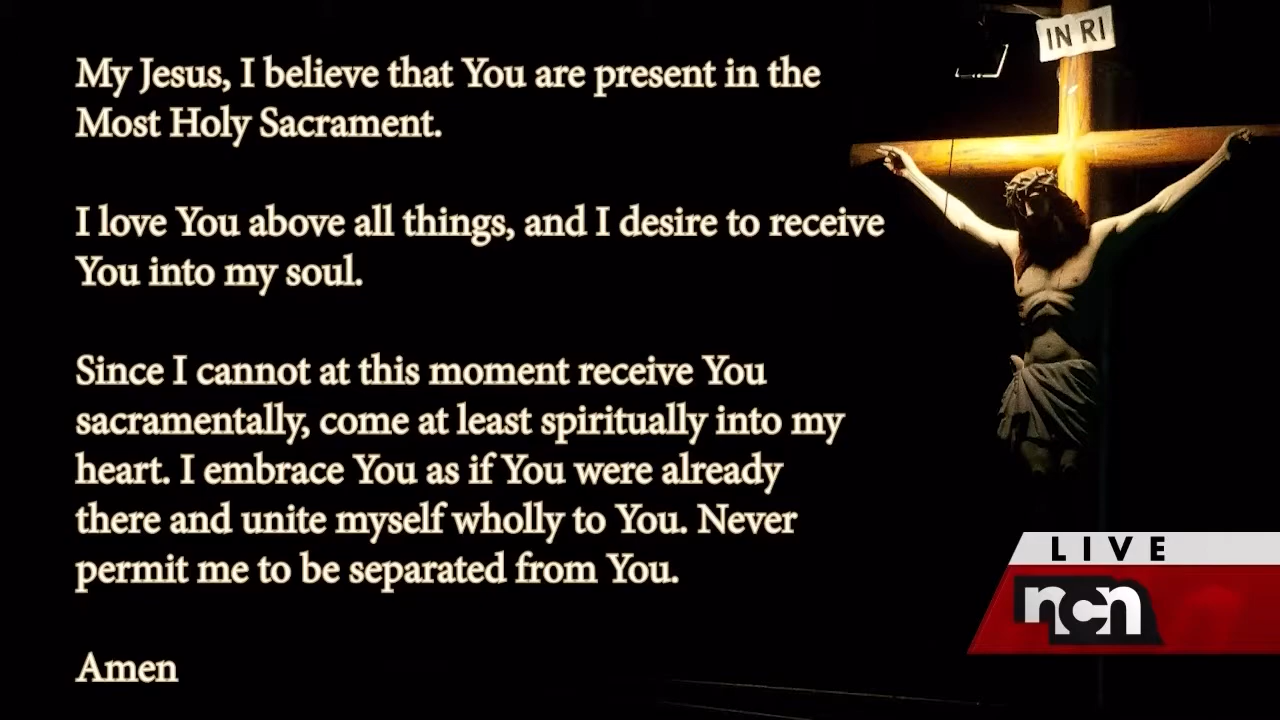 IN RI
My Jesus, I believe that You are present in the
Most Holy Sacrament.
I love You above all things, and I desire to receive
You into my soul.
Since I cannot at this moment receive You
sacramentally, come at least spiritually into my
heart. I embrace You as if You were already
there and unite myself wholly to You. Never
permit me to be separated from You.
Amen
LIVE
ncn